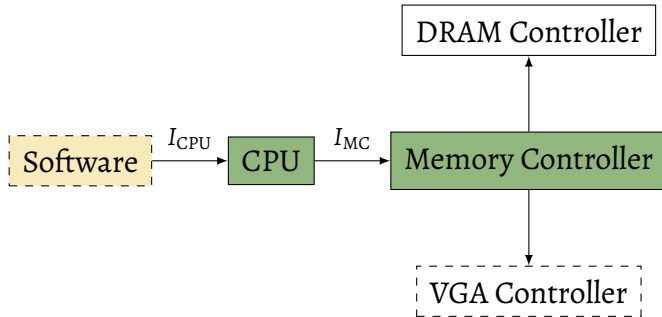 DRAM Controller
Software
I_CPU
CPU
I_MC
Memory Controller
VGA Controller